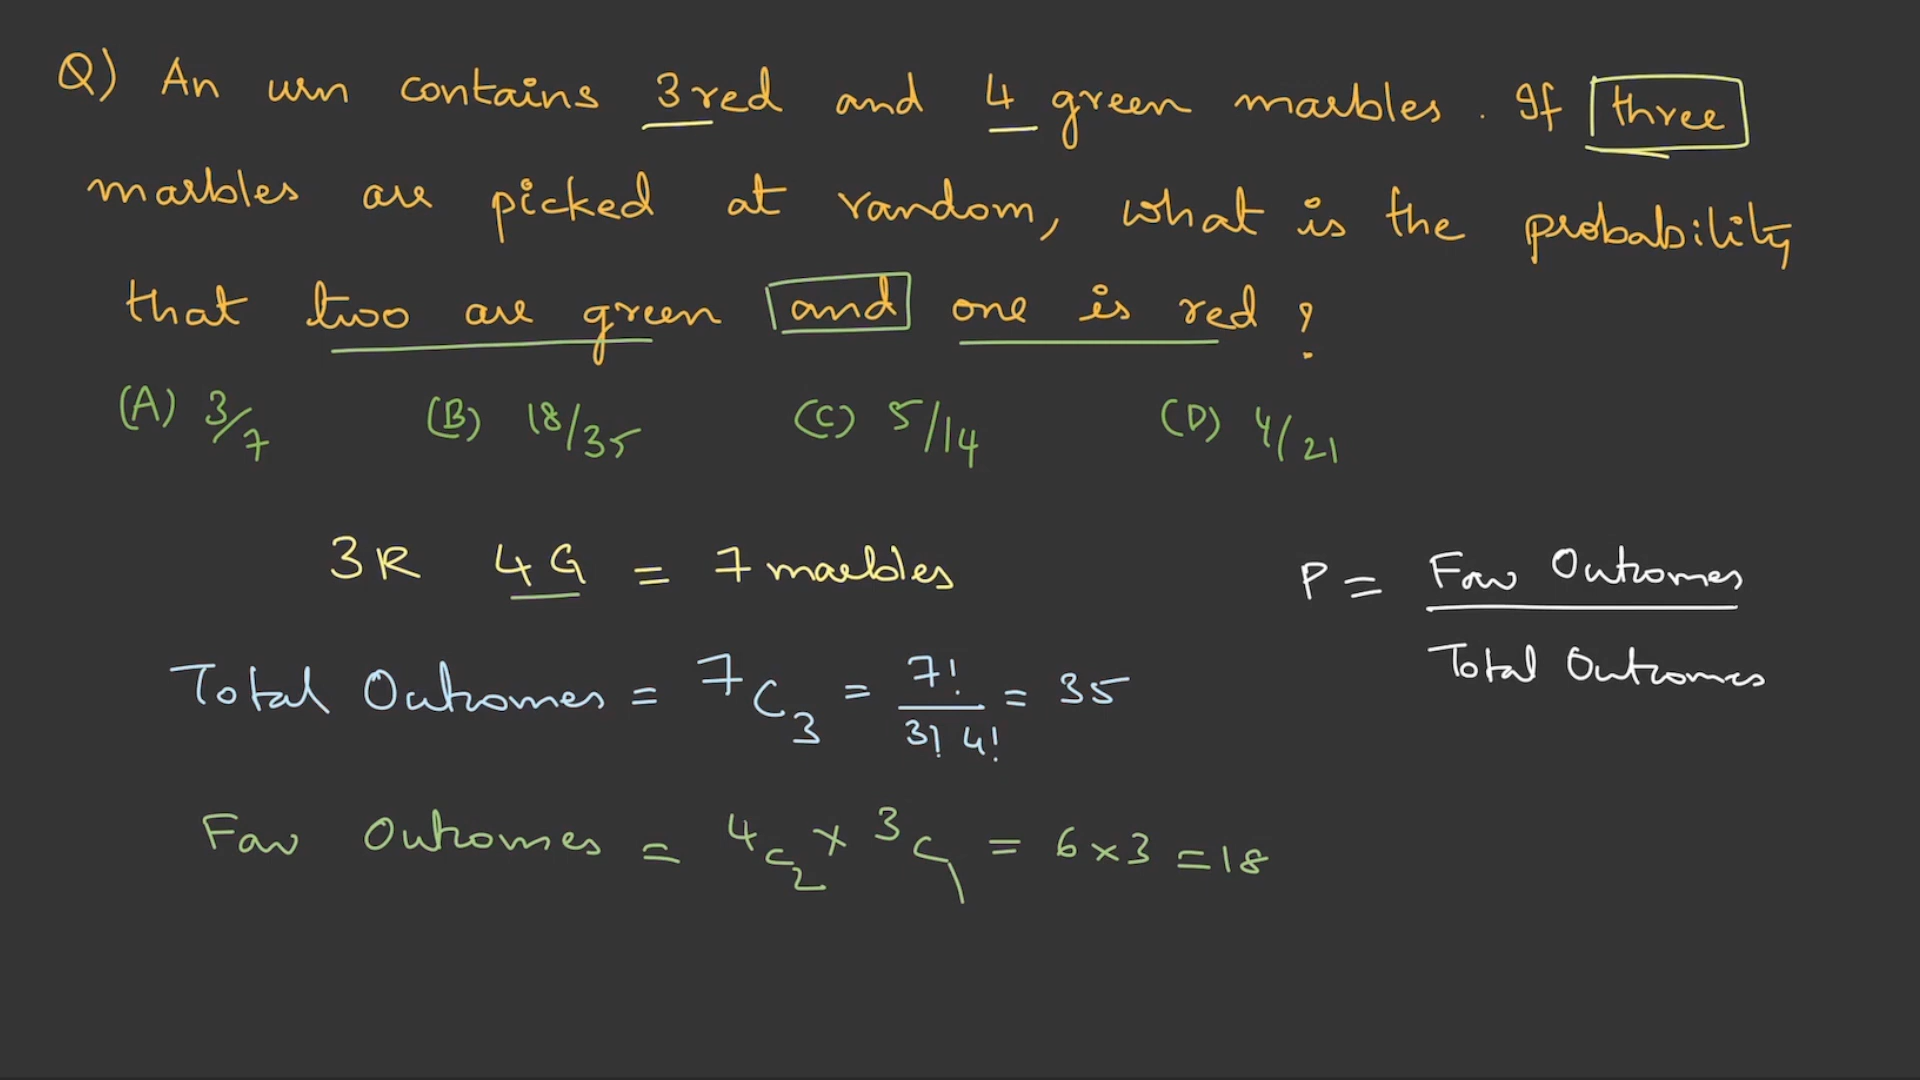 Q) An urn contains 3 red and 4 green marbles. If three
marbles are picked at random, what is the probability
that two are green and one is red?
(A) 3/7 (B) 18/35 (C) 5/14 (D) 4/21
3R 4G = 7 marbles
P = Fav Outcomes / Total Outcomes
Total Outcomes = ⁷C₃ = 7! / 3! 4! = 35
Fav Outcomes = ⁴C₂ × ³C₁ = 6 × 3 = 18